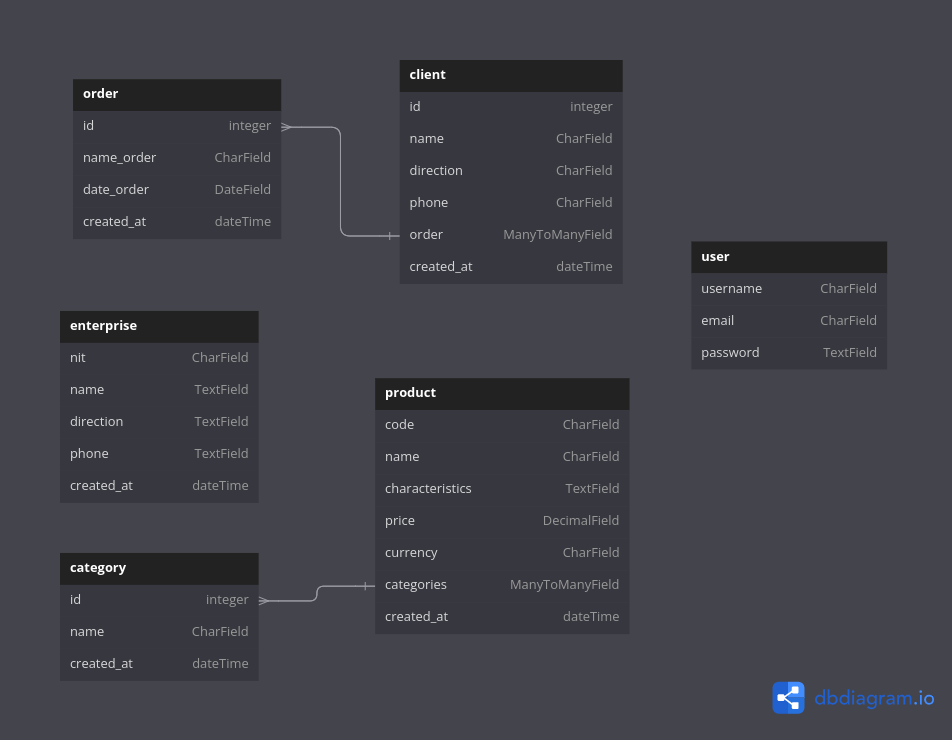 order
id integer
name_order CharField
date_order DateField
created_at dateTime
client
id integer
name CharField
direction CharField
phone CharField
order ManyToManyField
created_at dateTime
user
username CharField
email CharField
password TextField
enterprise
nit CharField
name TextField
direction TextField
phone TextField
created_at dateTime
product
code CharField
name CharField
characteristics TextField
price DecimalField
currency CharField
categories ManyToManyField
created_at dateTime
category
id integer
name CharField
created_at dateTime
dbdiagram.io